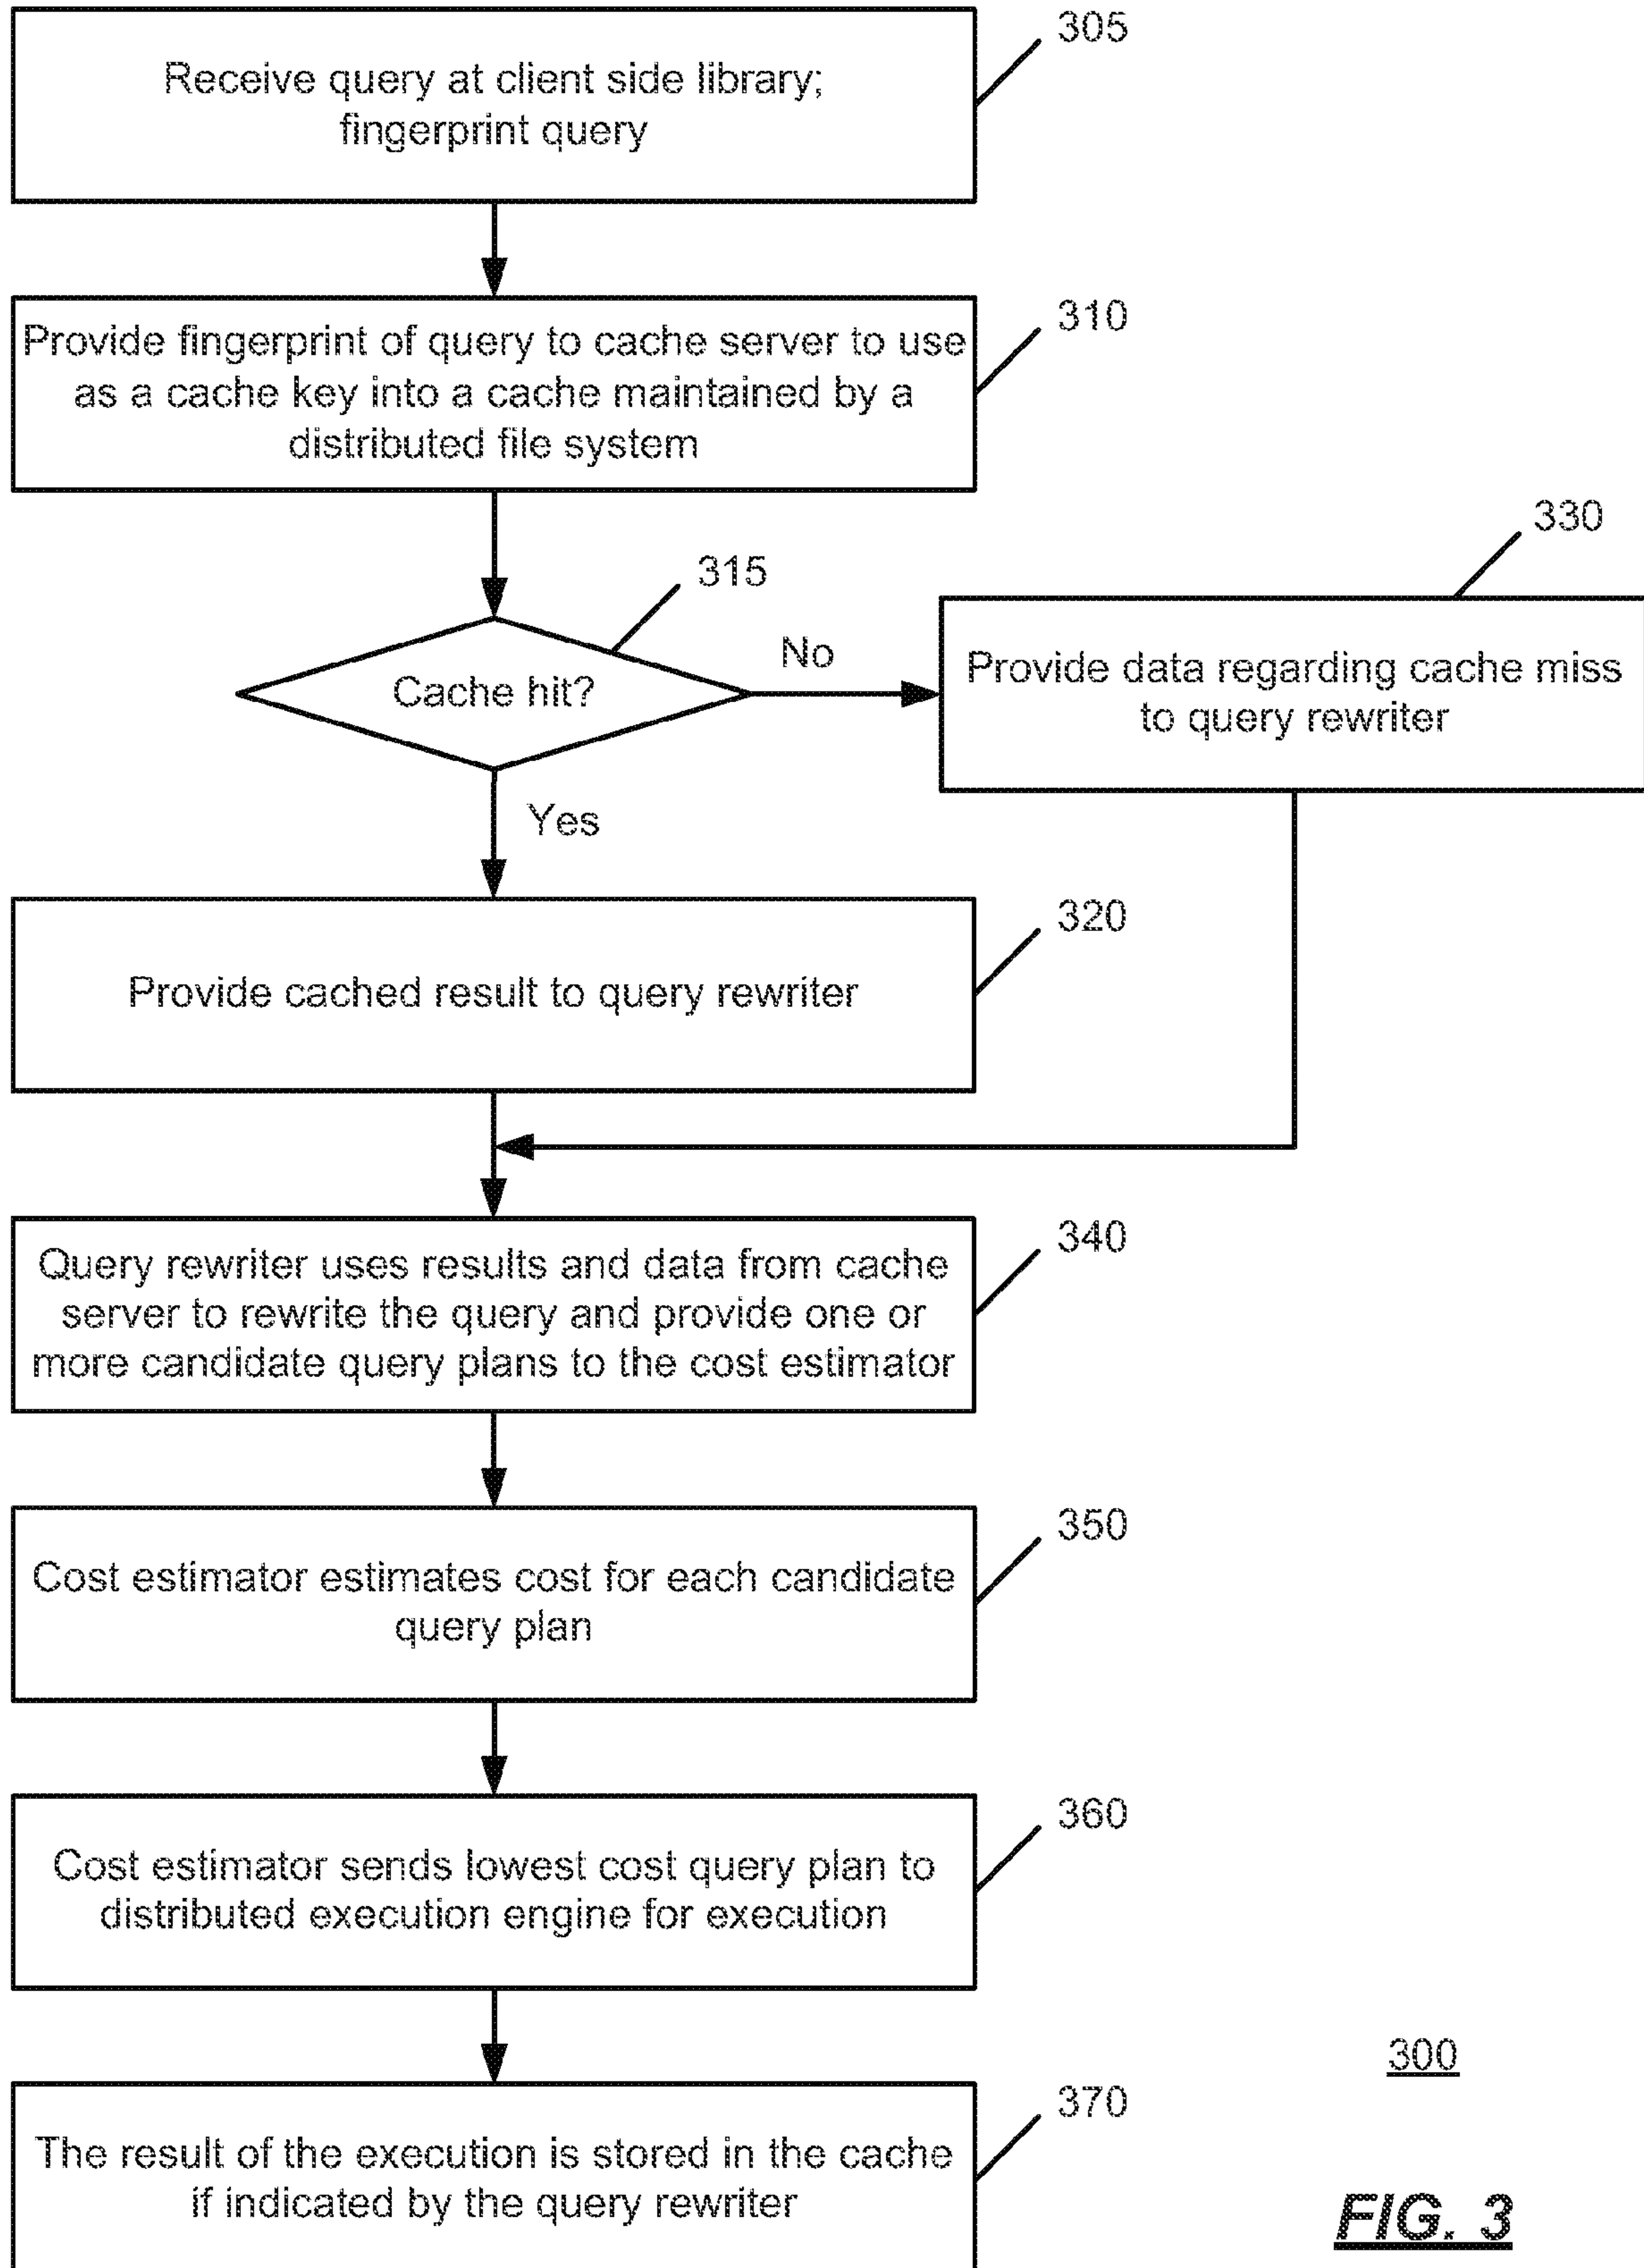 305
Receive query at client side library;
fingerprint query
310
Provide fingerprint of query to cache server to use
as a cache key into a cache maintained by a
distributed file system
330
315
Cache hit?
No
Provide data regarding cache miss
to query rewriter
Yes
320
Provide cached result to query rewriter
340
Query rewriter uses results and data from cache
server to rewrite the query and provide one or
more candidate query plans to the cost estimator
350
Cost estimator estimates cost for each candidate
query plan
360
Cost estimator sends lowest cost query plan to
distributed execution engine for execution
300
370
The result of the execution is stored in the cache
if indicated by the query rewriter
FIG. 3